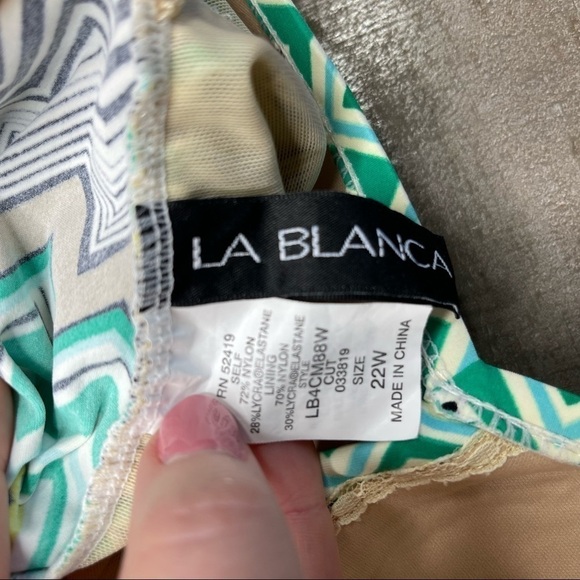 LA BLANCA
RN 52419
SELF
72% NYLON
28%LYCRA®ELASTANE
LINING
70% NYLON
30%LYCRA®ELASTANE
STYLE
LB4CM88W
CUT
033819
SIZE
22W
MADE IN CHINA